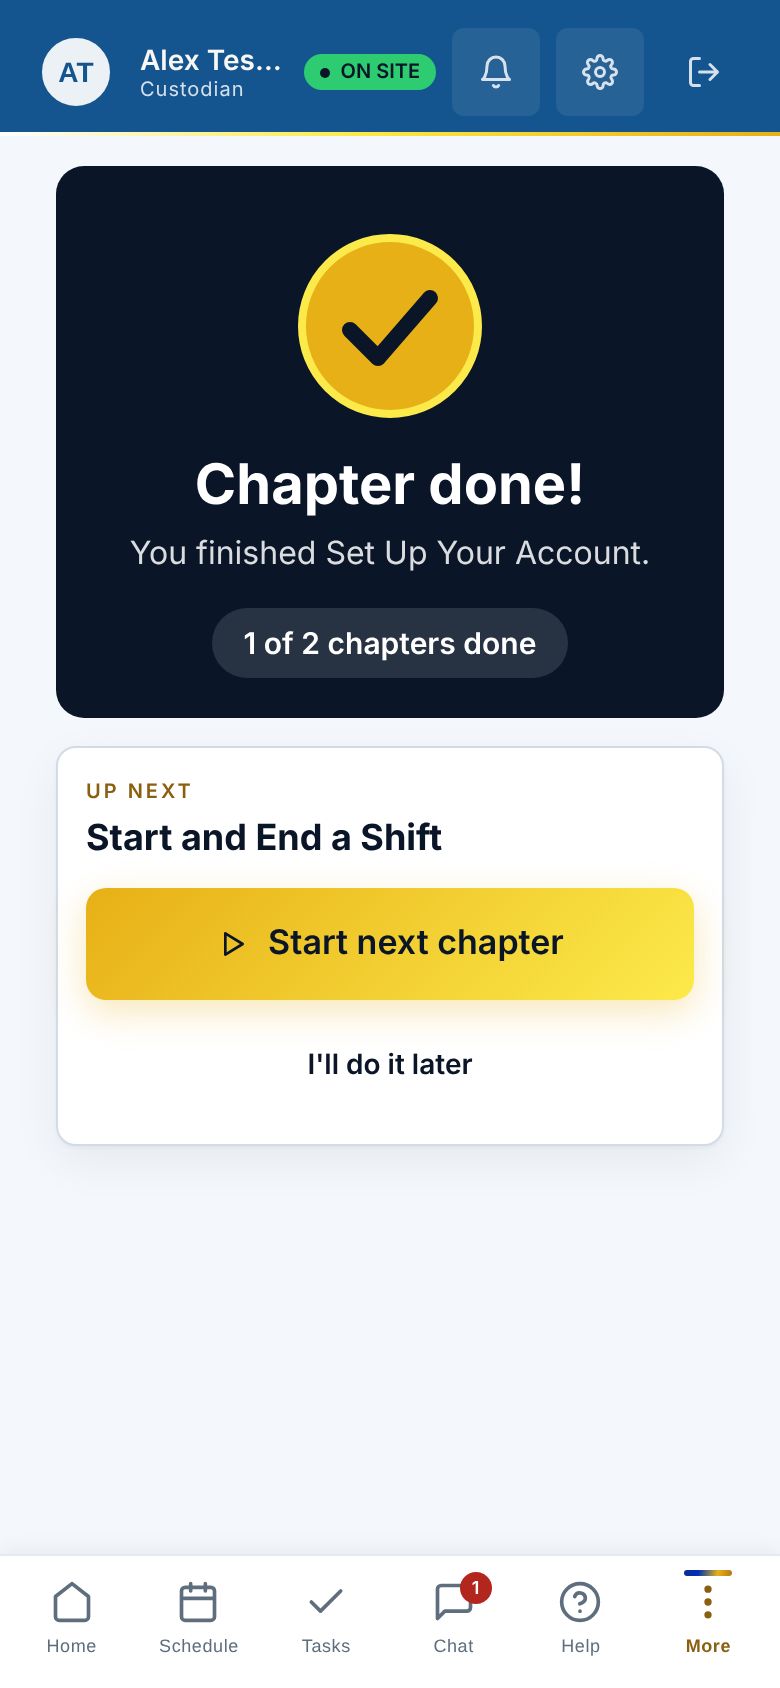 AT
Alex Tes...
Custodian
ON SITE
Chapter done!
You finished Set Up Your Account.
1 of 2 chapters done
UP NEXT
Start and End a Shift
Start next chapter
I'll do it later
1
Home
Schedule
Tasks
Chat
Help
More